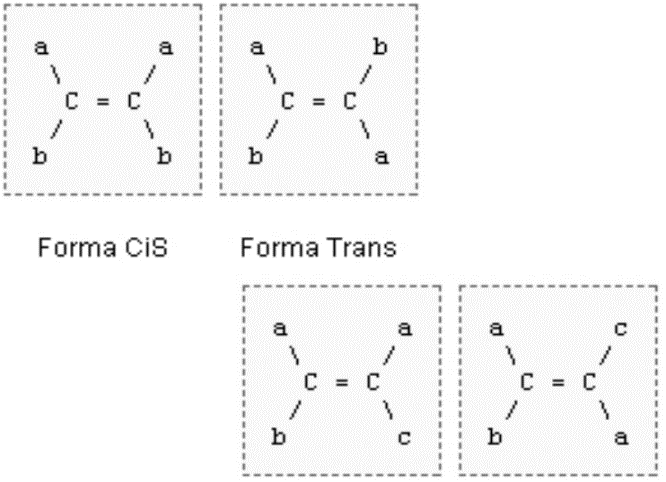 a a a b
C = C C = C
b b b a
Forma CiS Forma Trans
a a a c
C = C C = C
b c b a